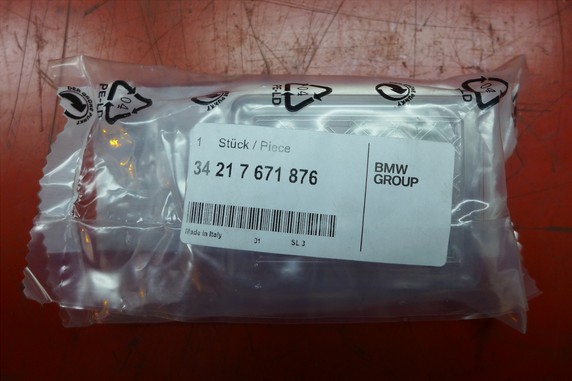 04
PE-LD
04
PE-LD
04
PE-LD
1 Stück / Piece
34 21 7 671 876
BMW
GROUP
Made in Italy 01 SL 3